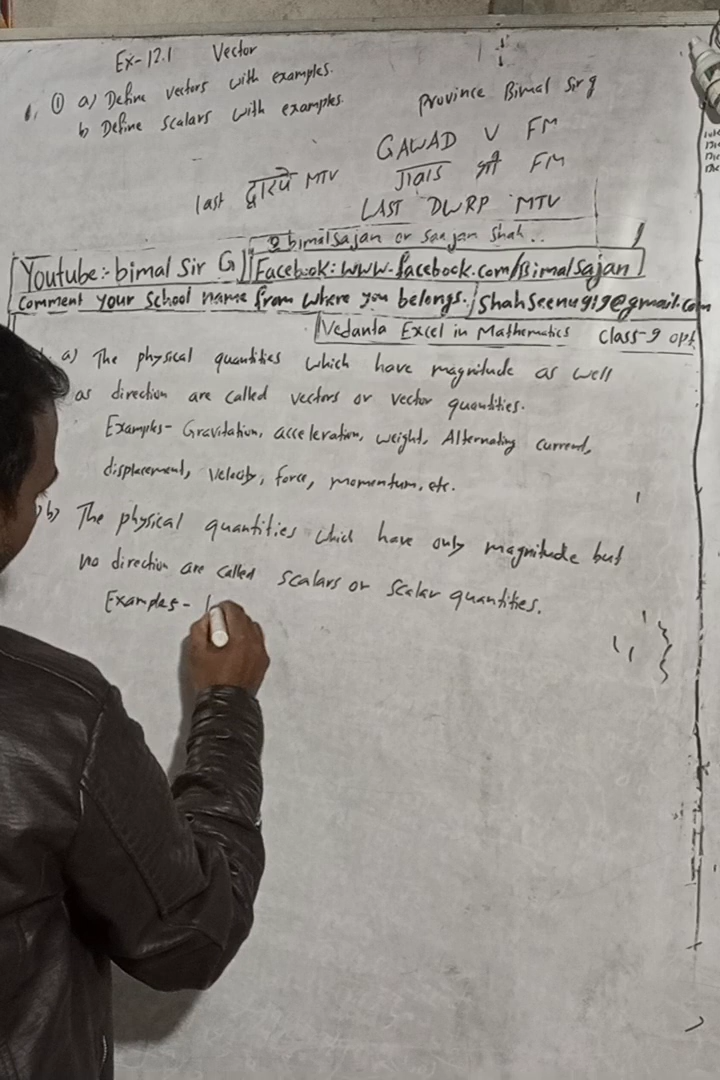 Ex-12.1 Vector
1. ① a) Define vectors with examples.
b Define scalars with examples.
province Bimal Sir g
GAWAD V FM
गावाड भी FM
last द्वारपे MTV
LAST DWRP MTV
bimalsajan or Saajan Shah..
Youtube:- bimal Sir G Facebook: www.facebook.com/Bimalsajan
Comment your School name from where you belongs. shahseenu919@gmail.com
Vedanta Excel in Mathematics Class-9 opt
a) The physical quantities which have magnitude as well
as direction are called vectors or vector quantities.
Examples- Gravitation, acceleration, weight, Alternating current,
displacement, velocity, force, momentum, etc.
b) The physical quantities which have only magnitude but
no direction are called scalars or scalar quantities.
Examples-